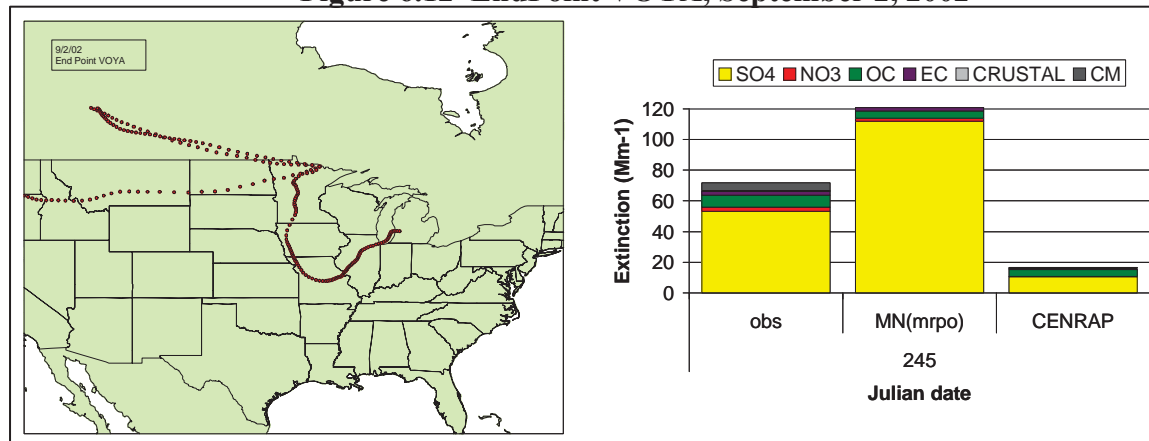 9/2/02
End Point VOYA
SO4 NO3 OC EC CRUSTAL CM
120
100
80
60
40
20
0
Extinction (Mm-1)
obs MN(mrpo) CENRAP
245
Julian date